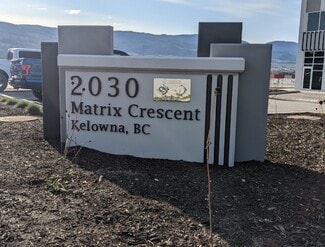 2030
Matrix Crescent
Kelowna, BC